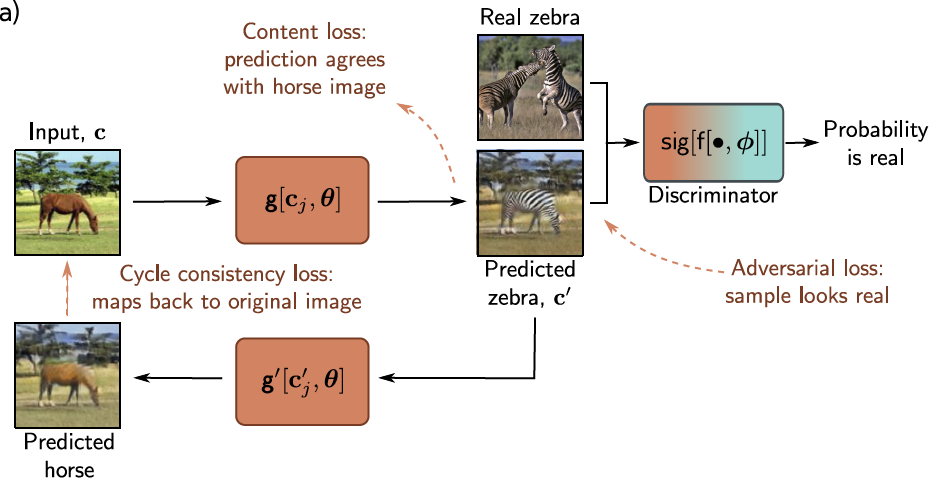 a)
Content loss:
prediction agrees
with horse image
Real zebra
Input, c
g[c_j, θ]
sig[f[•, ϕ]]
Discriminator
Probability
is real
Predicted
zebra, c′
Adversarial loss:
sample looks real
Cycle consistency loss:
maps back to original image
g′[c′_j, θ]
Predicted
horse